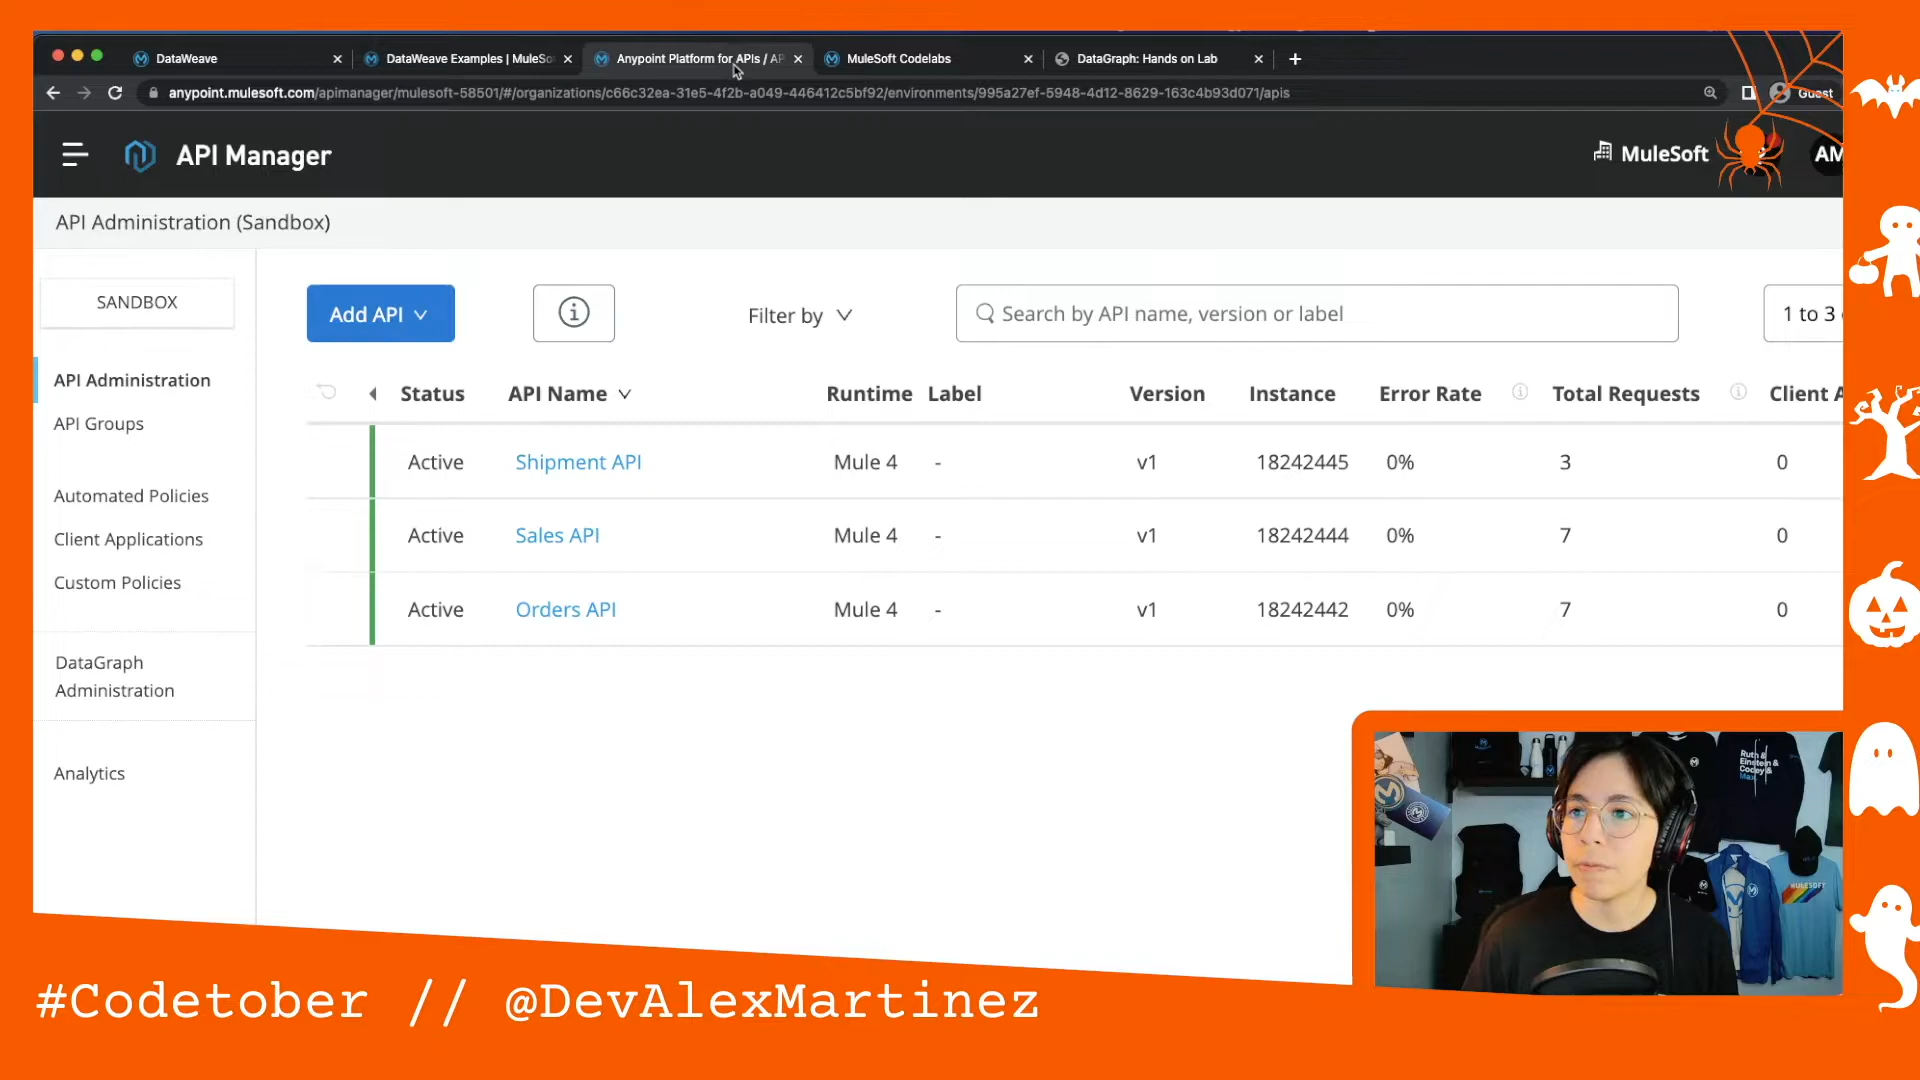 DataWeave
DataWeave Examples | MuleSo
Anypoint Platform for APIs / AP
MuleSoft Codelabs
DataGraph: Hands on Lab
anypoint.mulesoft.com/apimanager/mulesoft-58501/#/organizations/c66c32ea-31e5-4f2b-a049-446412c5bf92/environments/995a27ef-5948-4d12-8629-163c4b93d071/apis
Guest
API Manager
MuleSoft
AM
API Administration (Sandbox)
SANDBOX
API Administration
API Groups
Automated Policies
Client Applications
Custom Policies
DataGraph
Administration
Analytics
Add API
Filter by
Search by API name, version or label
1 to 3
Status API Name Runtime Label Version Instance Error Rate Total Requests Client A
Active Shipment API Mule 4 - v1 18242445 0% 3 0
Active Sales API Mule 4 - v1 18242444 0% 7 0
Active Orders API Mule 4 - v1 18242442 0% 7 0
Ruth &
Einstein &
Codey &
Max
MULESOFT
#Codetober // @DevAlexMartinez